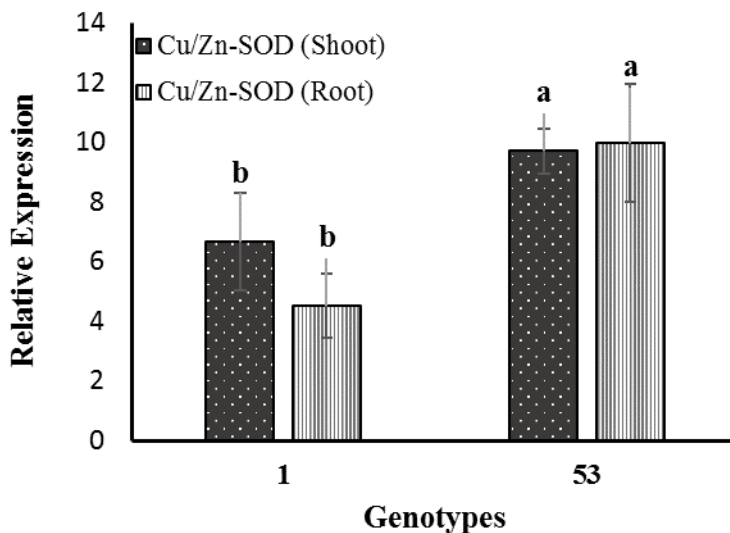 14
12
10
8
6
4
2
0
Relative Expression
Cu/Zn-SOD (Shoot)
Cu/Zn-SOD (Root)
b
b
a
a
1
53
Genotypes